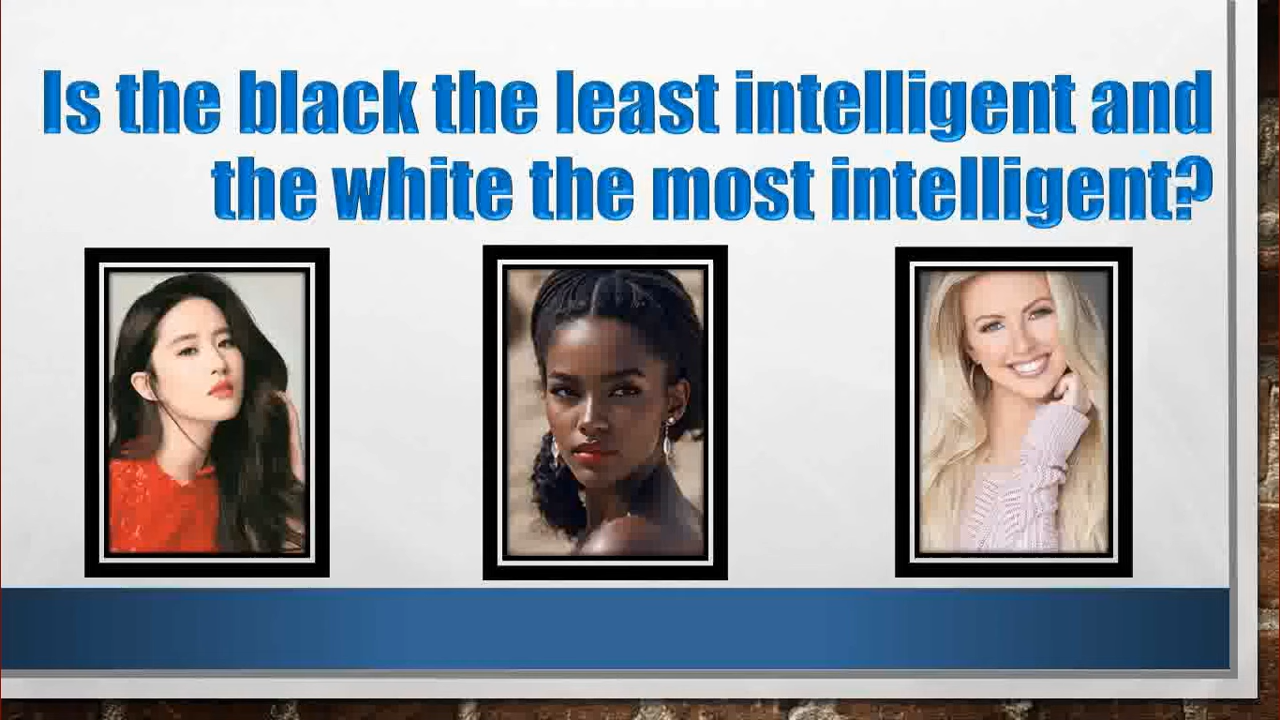 Is the black the least intelligent and
the white the most intelligent?